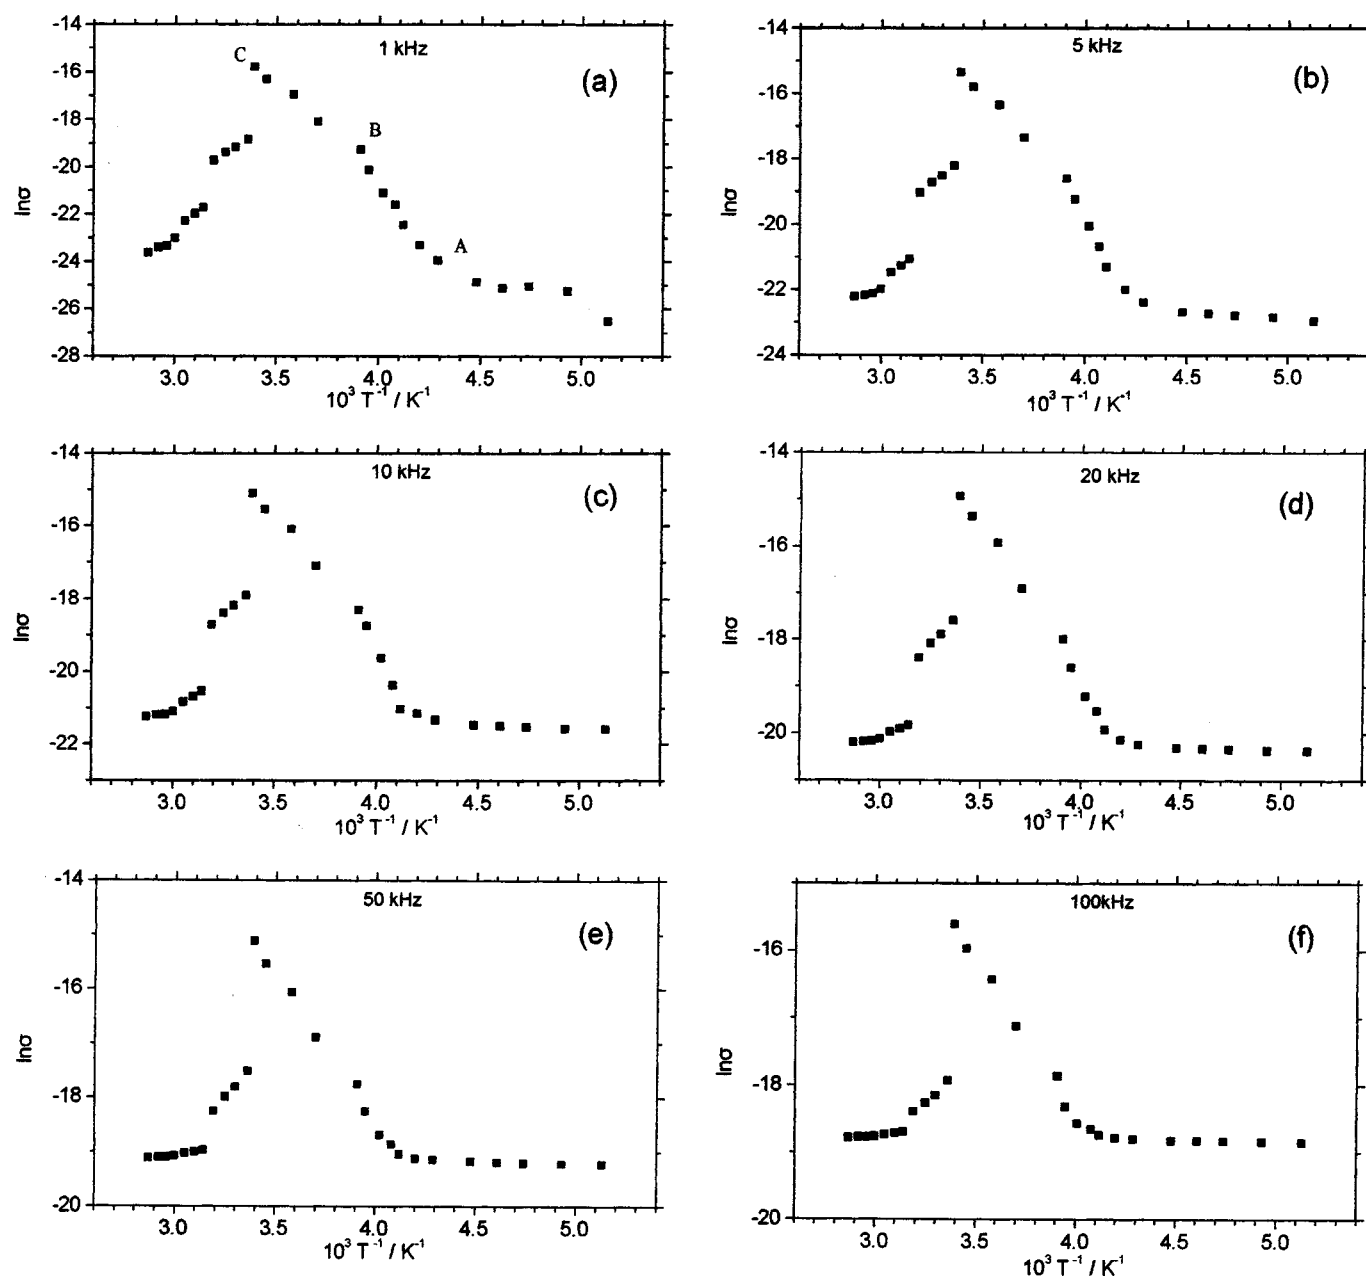 -14
-16
-18
-20
-22
-24
-26
-28
lnσ
1 kHz
(a)
C
B
A
3.0 3.5 4.0 4.5 5.0
10³ T⁻¹ / K⁻¹
-14
-16
-18
-20
-22
-24
lnσ
5 kHz
(b)
3.0 3.5 4.0 4.5 5.0
10³ T⁻¹ / K⁻¹
-14
-16
-18
-20
-22
lnσ
10 kHz
(c)
3.0 3.5 4.0 4.5 5.0
10³ T⁻¹ / K⁻¹
-14
-16
-18
-20
lnσ
20 kHz
(d)
3.0 3.5 4.0 4.5 5.0
10³ T⁻¹ / K⁻¹
-14
-16
-18
-20
lnσ
50 kHz
(e)
3.0 3.5 4.0 4.5 5.0
10³ T⁻¹ / K⁻¹
-16
-18
-20
lnσ
100kHz
(f)
3.0 3.5 4.0 4.5 5.0
10³ T⁻¹ / K⁻¹